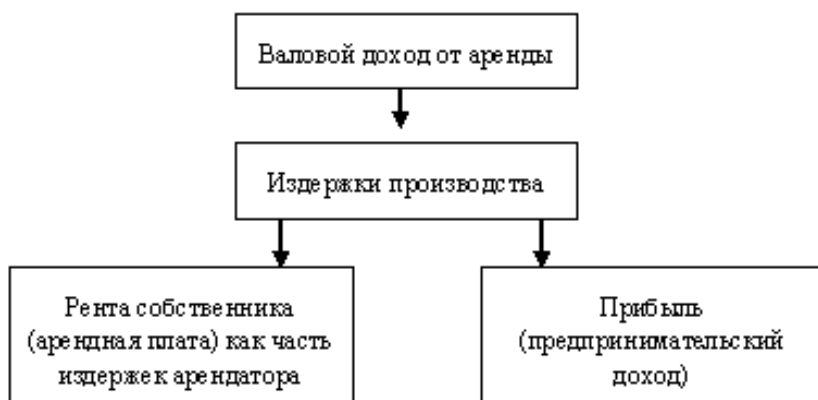 Валовой доход от аренды
Издержки производства
Рента собственника
(арендная плата) как часть
издержек арендатора
Прибыль
(предпринимательский
доход)